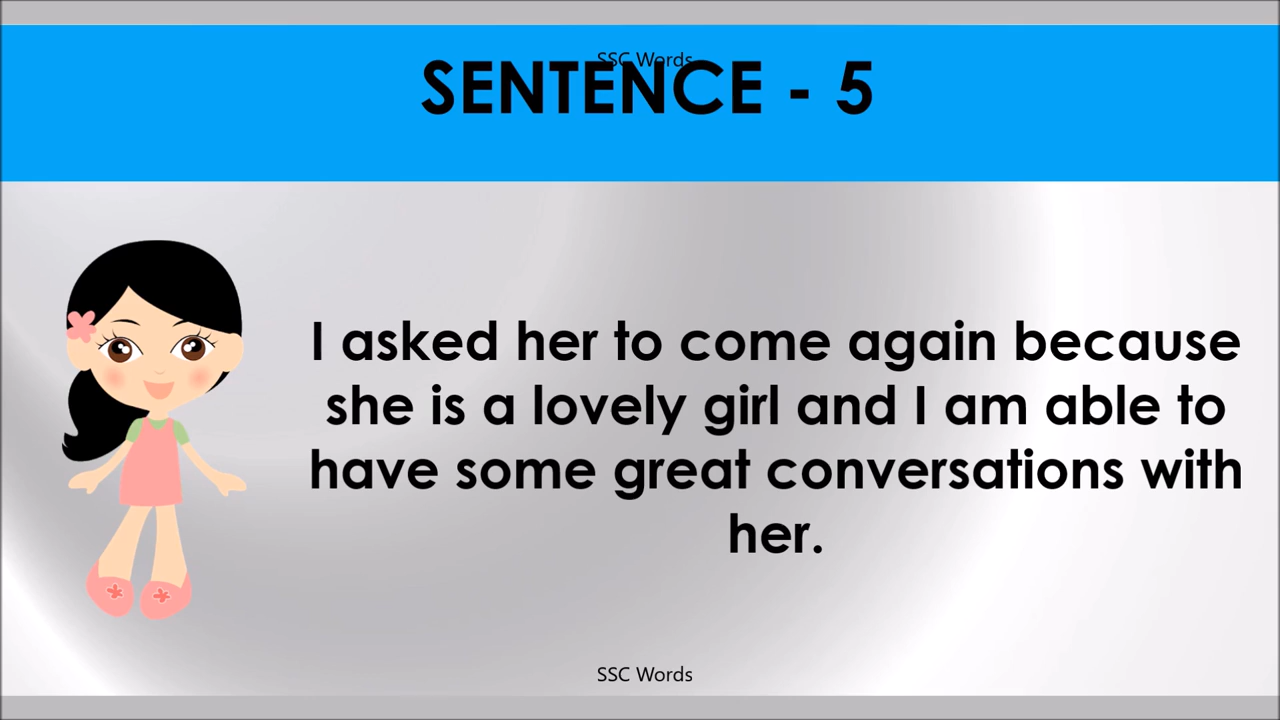 SSC Words
SENTENCE - 5
I asked her to come again because
she is a lovely girl and I am able to
have some great conversations with
her.
SSC Words